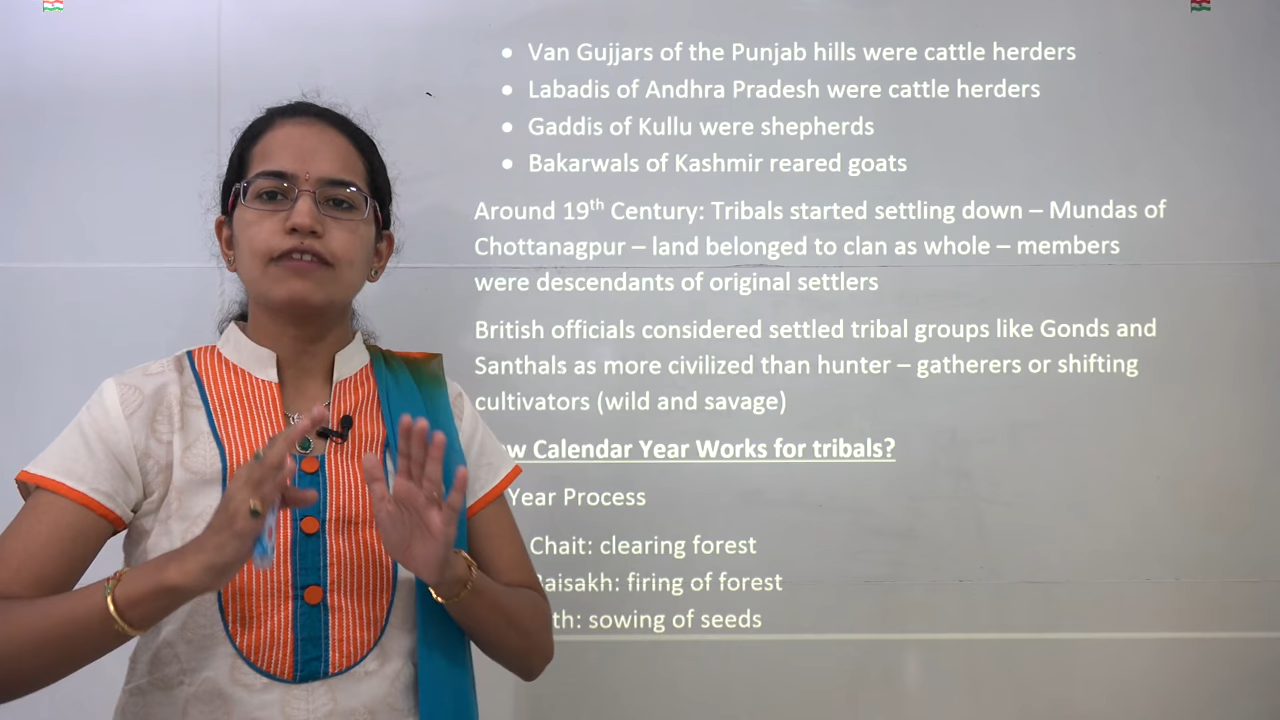 • Van Gujjars of the Punjab hills were cattle herders
• Labadis of Andhra Pradesh were cattle herders
• Gaddis of Kullu were shepherds
• Bakarwals of Kashmir reared goats
Around 19th Century: Tribals started settling down – Mundas of
Chottanagpur – land belonged to clan as whole – members
were descendants of original settlers
British officials considered settled tribal groups like Gonds and
Santhals as more civilized than hunter – gatherers or shifting
cultivators (wild and savage)
Calendar Year Works for tribals?
Year Process
Chait: clearing forest
Baisakh: firing of forest
: sowing of seeds